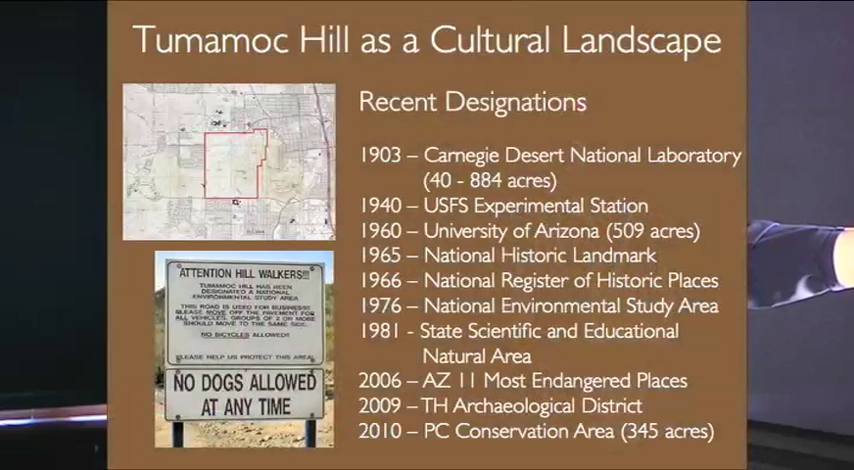 Tumamoc Hill as a Cultural Landscape
Recent Designations
1903 – Carnegie Desert National Laboratory
(40 - 884 acres)
1940 – USFS Experimental Station
1960 – University of Arizona (509 acres)
1965 – National Historic Landmark
1966 – National Register of Historic Places
1976 – National Environmental Study Area
1981 - State Scientific and Educational
Natural Area
2006 – AZ 11 Most Endangered Places
2009 – TH Archaeological District
2010 – PC Conservation Area (345 acres)
ATTENTION HILL WALKERS!!!
TUMAMOC HILL HAS BEEN
DESIGNATED A NATIONAL
ENVIRONMENTAL STUDY AREA
THIS ROAD IS USED FOR BUSINESS!
PLEASE MOVE OFF THE PAVEMENT FOR
ALL VEHICLES. GROUPS OF 2 OR MORE
SHOULD MOVE TO THE SAME SIDE.
NO BICYCLES ALLOWED!!
PLEASE HELP US PROTECT THIS AREA
NO DOGS ALLOWED
AT ANY TIME